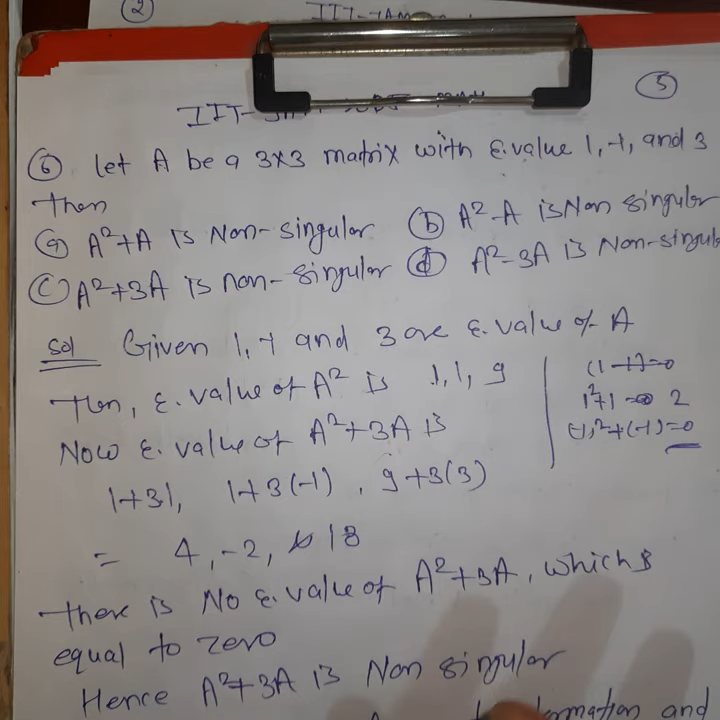 2
5
6 let A be a 3x3 matrix with E.value 1, -1, and 3
then
a A²+A is Non-singular b A²-A is Non singular
c A²+3A is non-singular d A²-3A is Non-singul
Sol Given 1, -1 and 3 are E.value of A
Then, E.value of A² is 1, 1, 9
Now E.value of A²+3A is
1+31, 1+3(-1), 9+3(3)
= 4, -2, 18
(1-1)=0
1²+1 = 2
(-1)²+(-1)=0
There is No E.value of A²+3A, which is
equal to zero
Hence A²+3A is Non singular
and